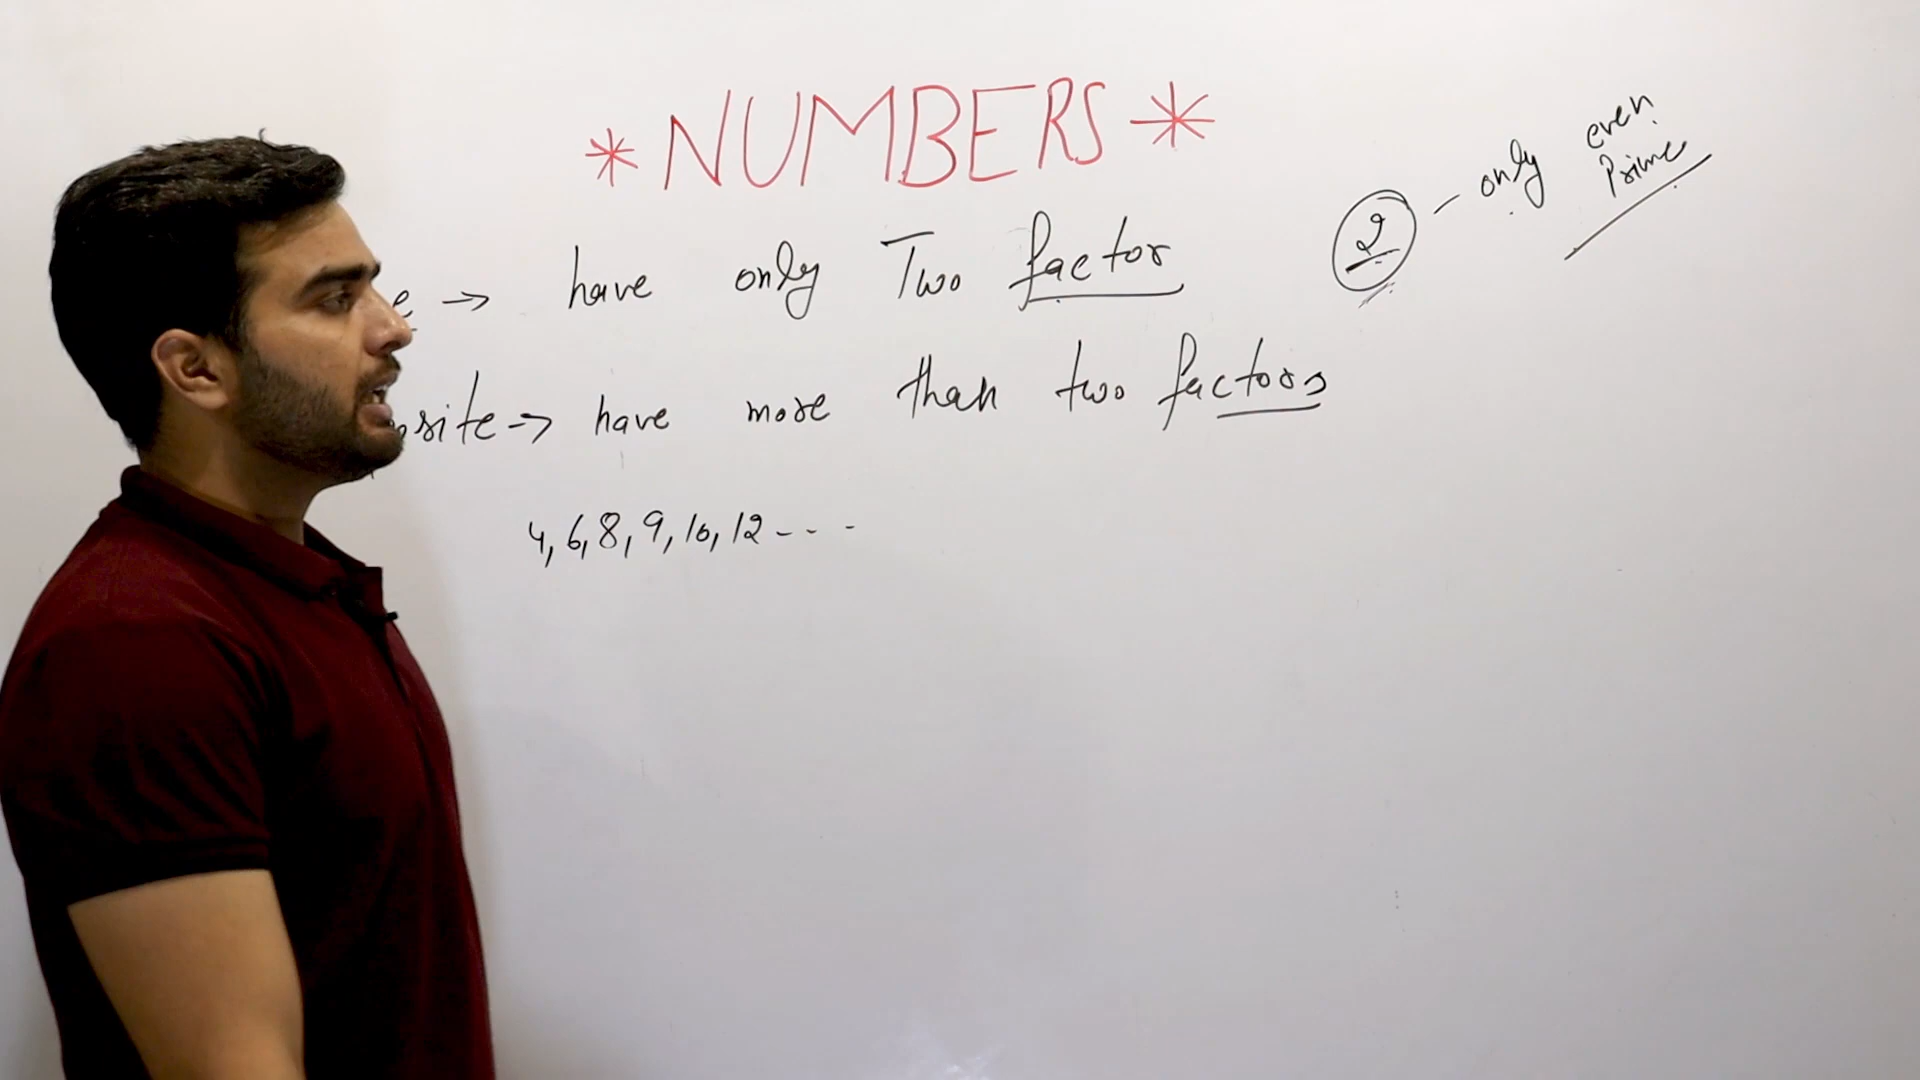 * NUMBERS *
e → have only Two factor
2 - only even
Prime
site → have more than two factors
4, 6, 8, 9, 10, 12 - - -